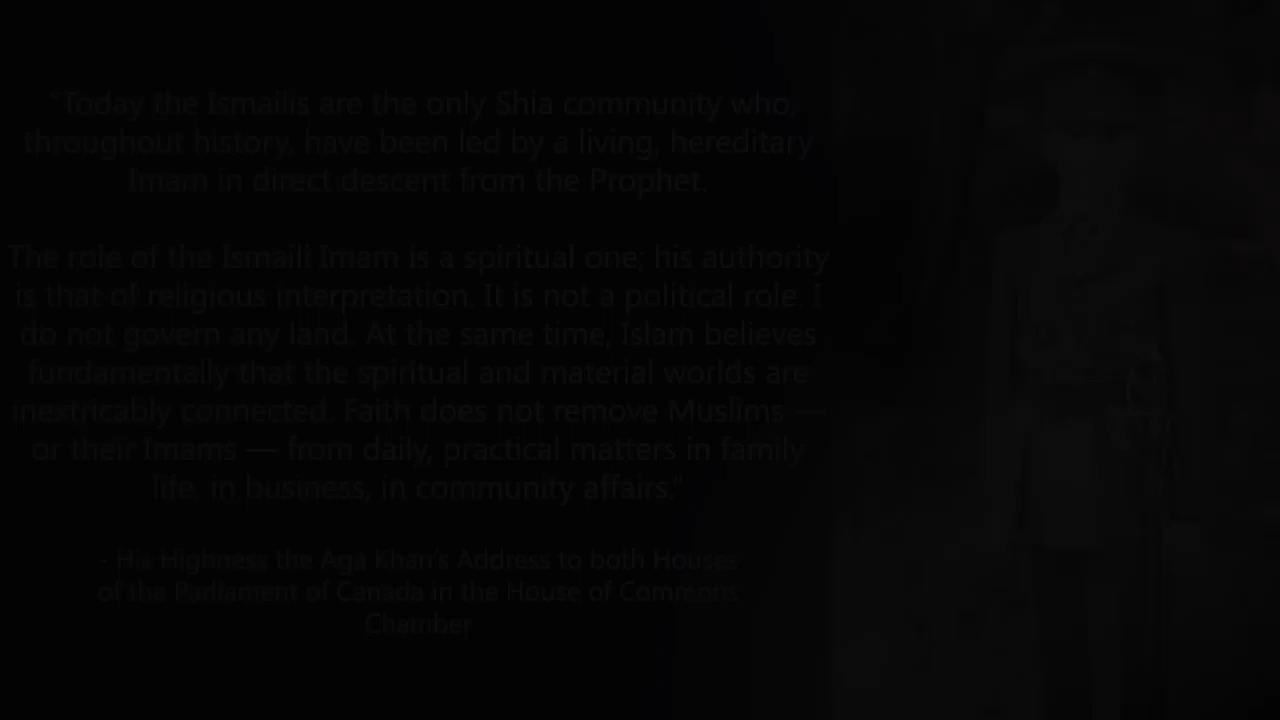 "Today the Ismailis are the only Shia community who,
throughout history, have been led by a living, hereditary
Imam in direct descent from the Prophet.
The role of the Ismaili Imam is a spiritual one; his authority
is that of religious interpretation. It is not a political role. I
do not govern any land. At the same time, Islam believes
fundamentally that the spiritual and material worlds are
inextricably connected. Faith does not remove Muslims —
or their Imams — from daily, practical matters in family
life, in business, in community affairs."
- His Highness the Aga Khan's Address to both Houses
of the Parliament of Canada in the House of Commons
Chamber